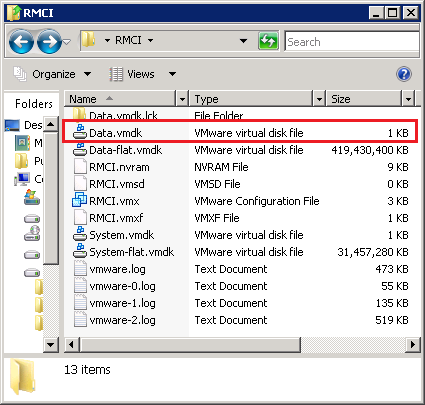 RMCI
RMCI
Search
Organize Views
Folders Name Type Size
Data.vmdk.lck File Folder
Data.vmdk VMware virtual disk file 1 KB
Data-flat.vmdk VMware virtual disk file 419,430,400 KB
RMCI.nvram NVRAM File 9 KB
RMCI.vmsd VMSD File 0 KB
RMCI.vmx VMware Configuration File 3 KB
RMCI.vmxf VMXF File 1 KB
System.vmdk VMware virtual disk file 1 KB
System-flat.vmdk VMware virtual disk file 31,457,280 KB
vmware.log Text Document 473 KB
vmware-0.log Text Document 55 KB
vmware-1.log Text Document 135 KB
vmware-2.log Text Document 519 KB
Des
M
Pu
C
13 items